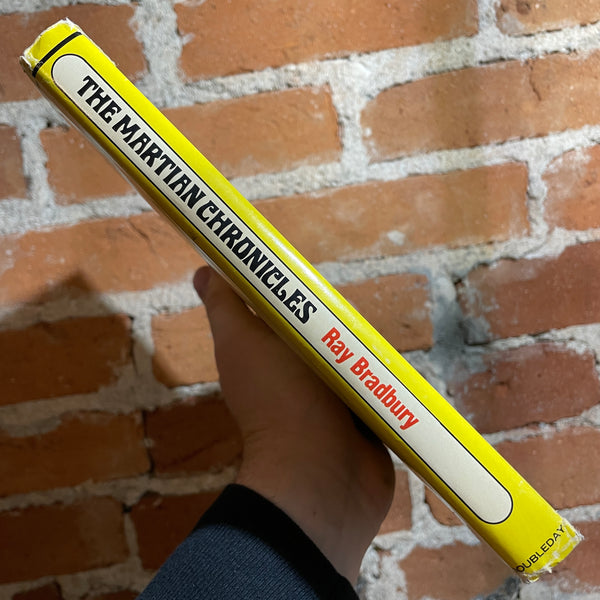 THE MARTIAN CHRONICLES
Ray Bradbury
DOUBLEDAY